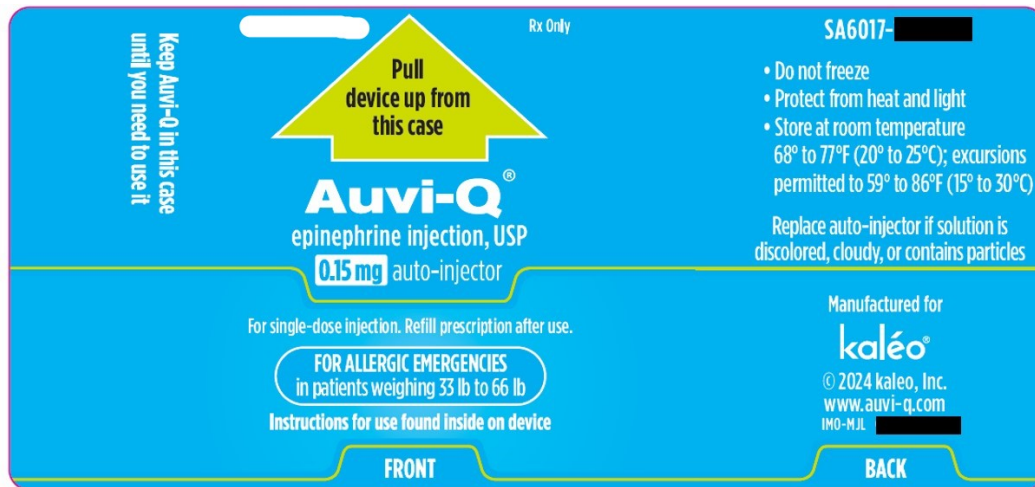 Keep Auvi-Q in this case
until you need to use it
Rx Only
Pull
device up from
this case
Auvi-Q®
epinephrine injection, USP
0.15 mg auto-injector
For single-dose injection. Refill prescription after use.
FOR ALLERGIC EMERGENCIES
in patients weighing 33 lb to 66 lb
Instructions for use found inside on device
FRONT
SA6017-
• Do not freeze
• Protect from heat and light
• Store at room temperature
68° to 77°F (20° to 25°C); excursions
permitted to 59° to 86°F (15° to 30°C)
Replace auto-injector if solution is
discolored, cloudy, or contains particles
Manufactured for
kaléo®
© 2024 kaleo, Inc.
www.auvi-q.com
IMO-MJL
BACK